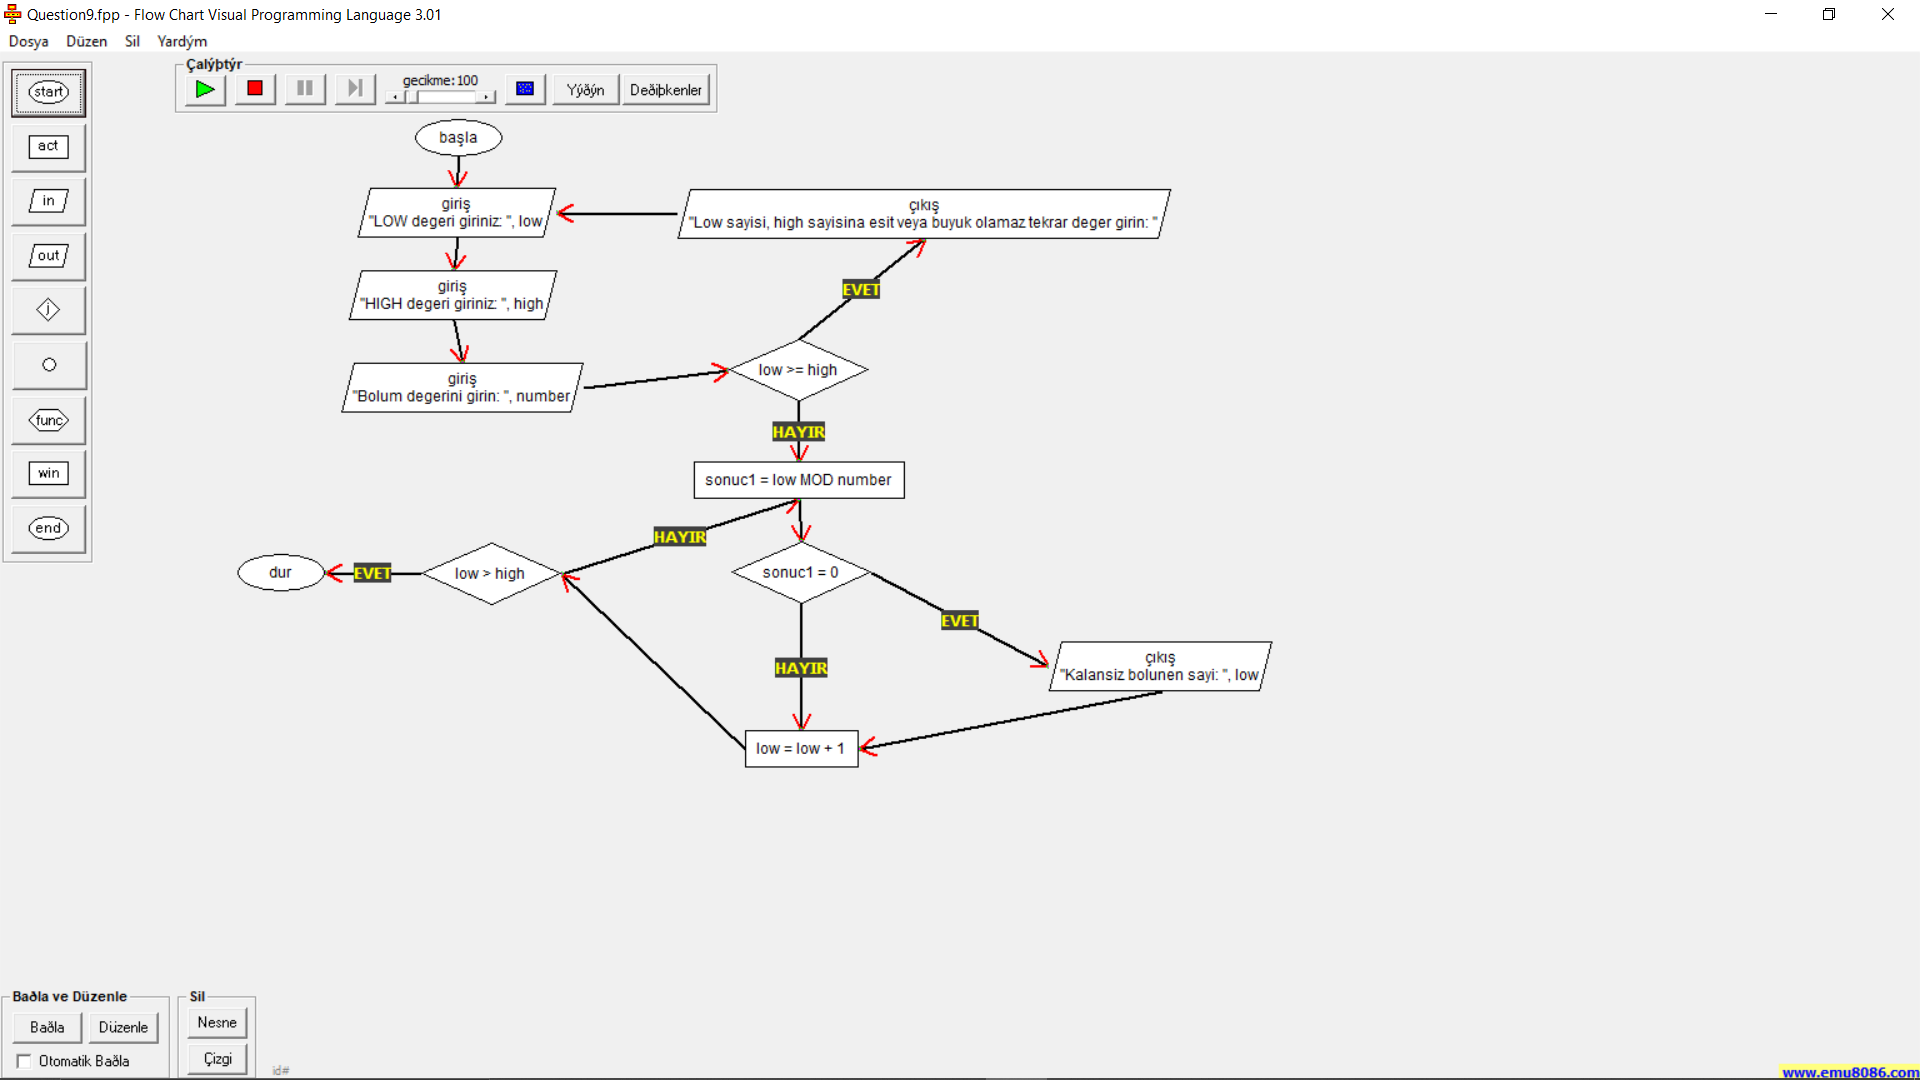 Question9.fpp - Flow Chart Visual Programming Language 3.01
Dosya Düzen Sil Yardým
Çalýþtýr
gecikme:100
Yýðýn
Deðiþkenler
start
act
in
out
j
func
win
end
başla
giriş
"LOW degeri giriniz: ", low
çıkış
"Low sayisi, high sayisina esit veya buyuk olamaz tekrar deger girin: "
giriş
"HIGH degeri giriniz: ", high
EVET
giriş
"Bolum degerini girin: ", number
low >= high
HAYIR
sonuc1 = low MOD number
HAYIR
dur
EVET
low > high
sonuc1 = 0
EVET
HAYIR
çıkış
"Kalansiz bolunen sayi: ", low
low = low + 1
Baðla ve Düzenle
Baðla
Düzenle
Otomatik Baðla
Sil
Nesne
Çizgi
id#
www.emu8086.com